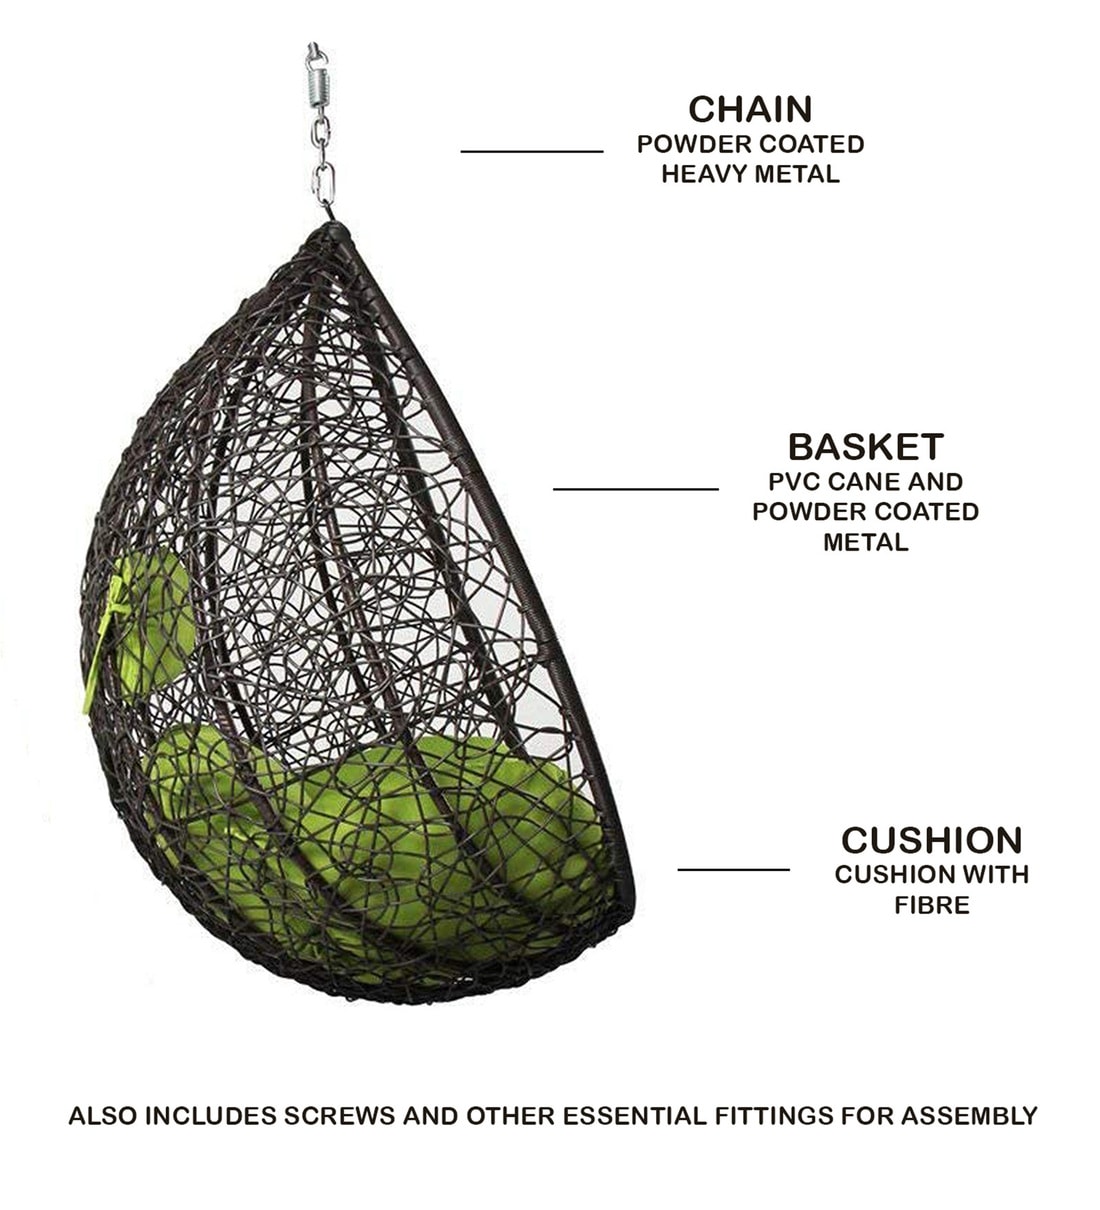 CHAIN
POWDER COATED
HEAVY METAL
BASKET
PVC CANE AND
POWDER COATED
METAL
CUSHION
CUSHION WITH
FIBRE
ALSO INCLUDES SCREWS AND OTHER ESSENTIAL FITTINGS FOR ASSEMBLY